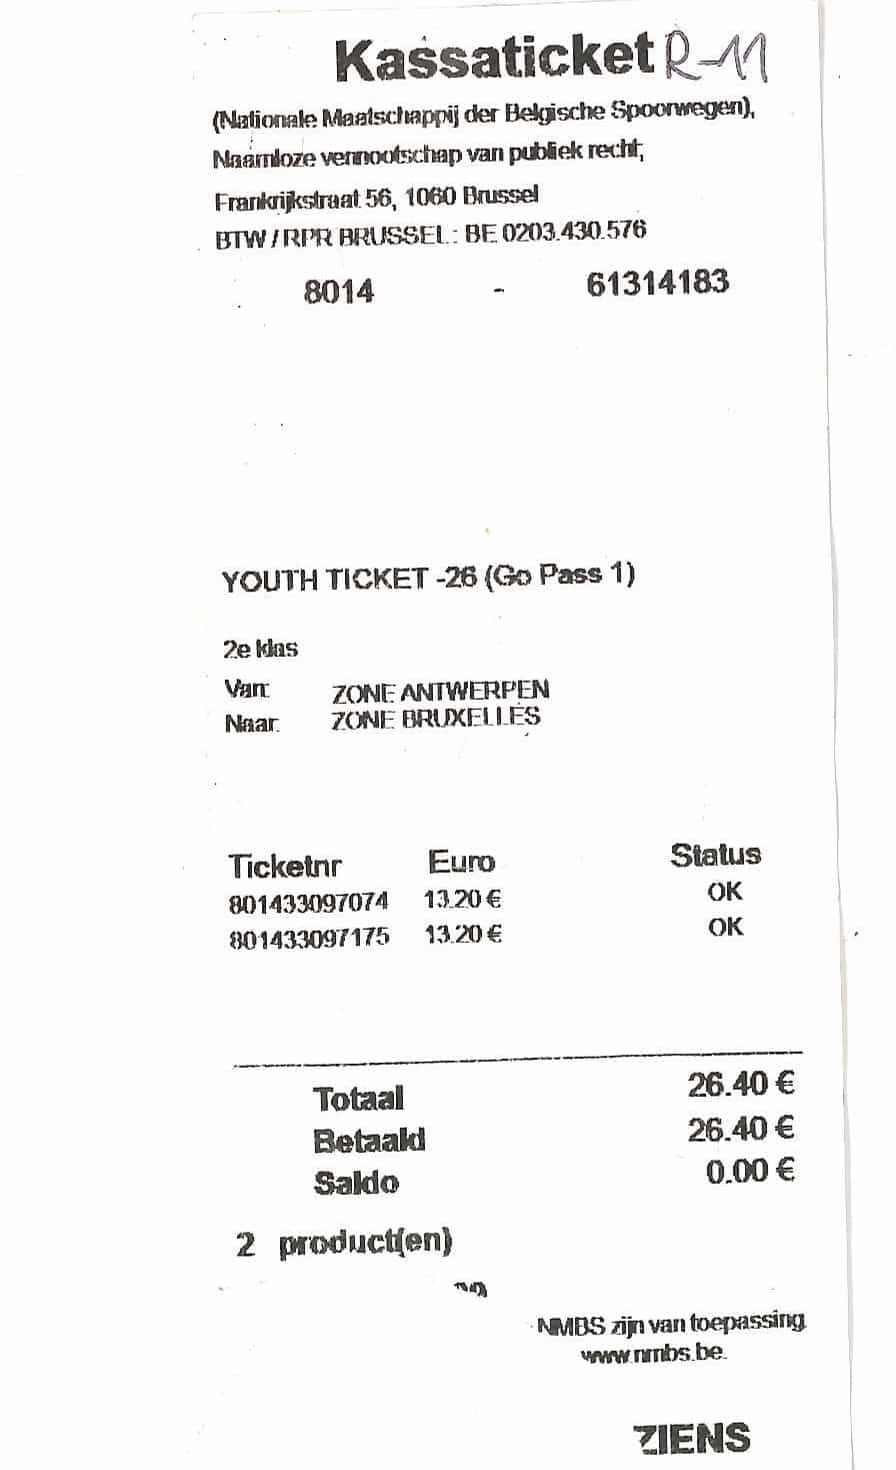 Kassaticket R-11
(Nationale Maatschappij der Belgische Spoorwegen),
Naamloze vennootschap van publiek recht,
Frankrijkstraat 56, 1060 Brussel
BTW / RPR BRUSSEL : BE 0203.430.576
8014 - 61314183
YOUTH TICKET -26 (Go Pass 1)
2e klas
Van: ZONE ANTWERPEN
Naar: ZONE BRUXELLES
Ticketnr Euro Status
801433097074 13.20 € OK
801433097175 13.20 € OK
Totaal 26.40 €
Betaald 26.40 €
Saldo 0.00 €
2 product(en)
NMBS zijn van toepassing
www.nmbs.be.
ZIENS